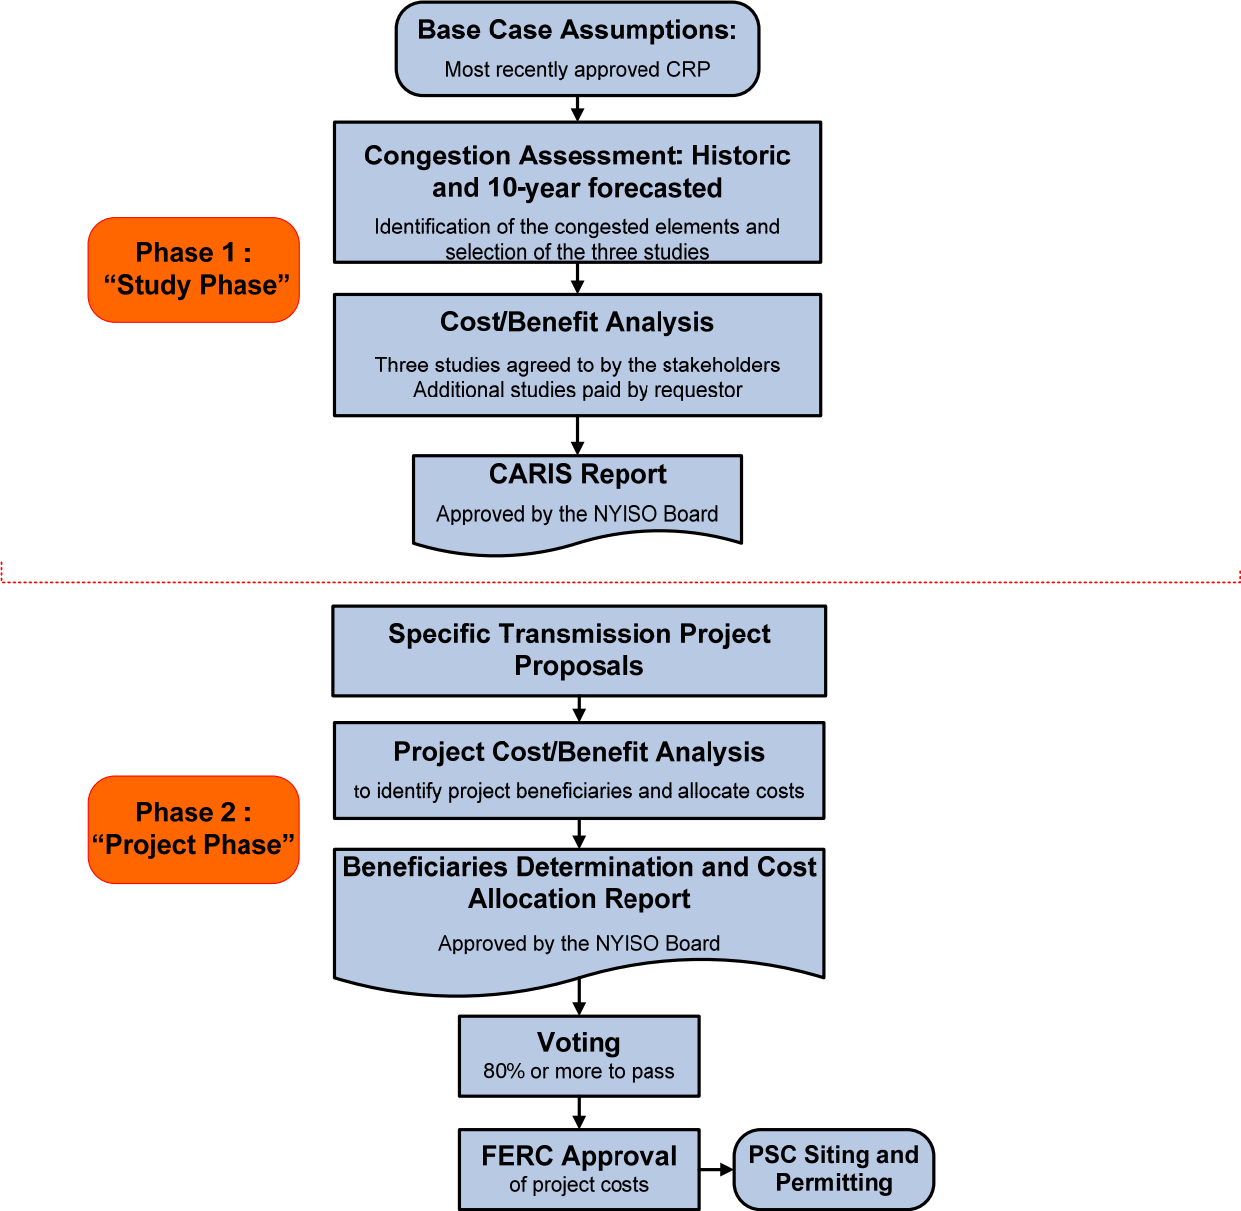 Base Case Assumptions:
Most recently approved CRP
Congestion Assessment: Historic
and 10-year forecasted
Identification of the congested elements and
selection of the three studies
Phase 1 :
“Study Phase”
Cost/Benefit Analysis
Three studies agreed to by the stakeholders
Additional studies paid by requestor
CARIS Report
Approved by the NYISO Board
Specific Transmission Project
Proposals
Project Cost/Benefit Analysis
to identify project beneficiaries and allocate costs
Phase 2 :
“Project Phase”
Beneficiaries Determination and Cost
Allocation Report
Approved by the NYISO Board
Voting
80% or more to pass
FERC Approval
of project costs
PSC Siting and
Permitting